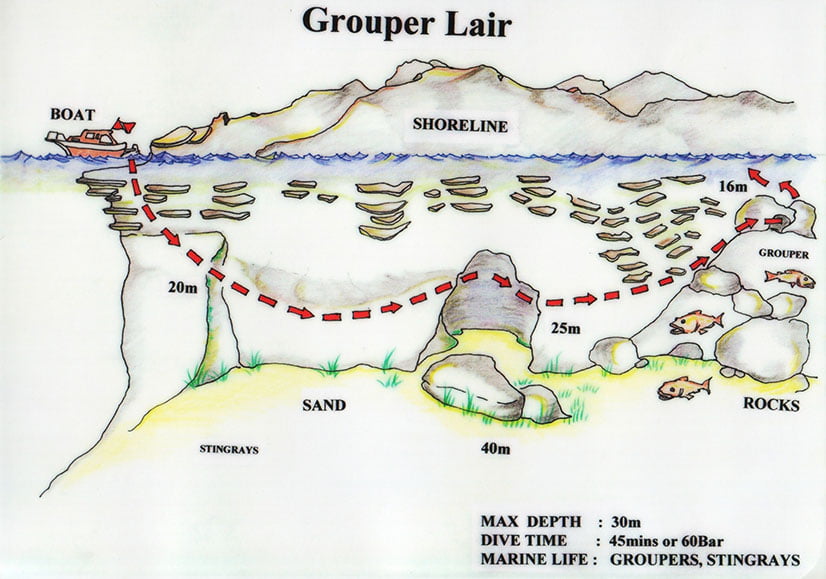 Grouper Lair
BOAT
SHORELINE
16m
GROUPER
20m
25m
SAND
ROCKS
STINGRAYS
40m
MAX DEPTH : 30m
DIVE TIME : 45mins or 60Bar
MARINE LIFE : GROUPERS, STINGRAYS